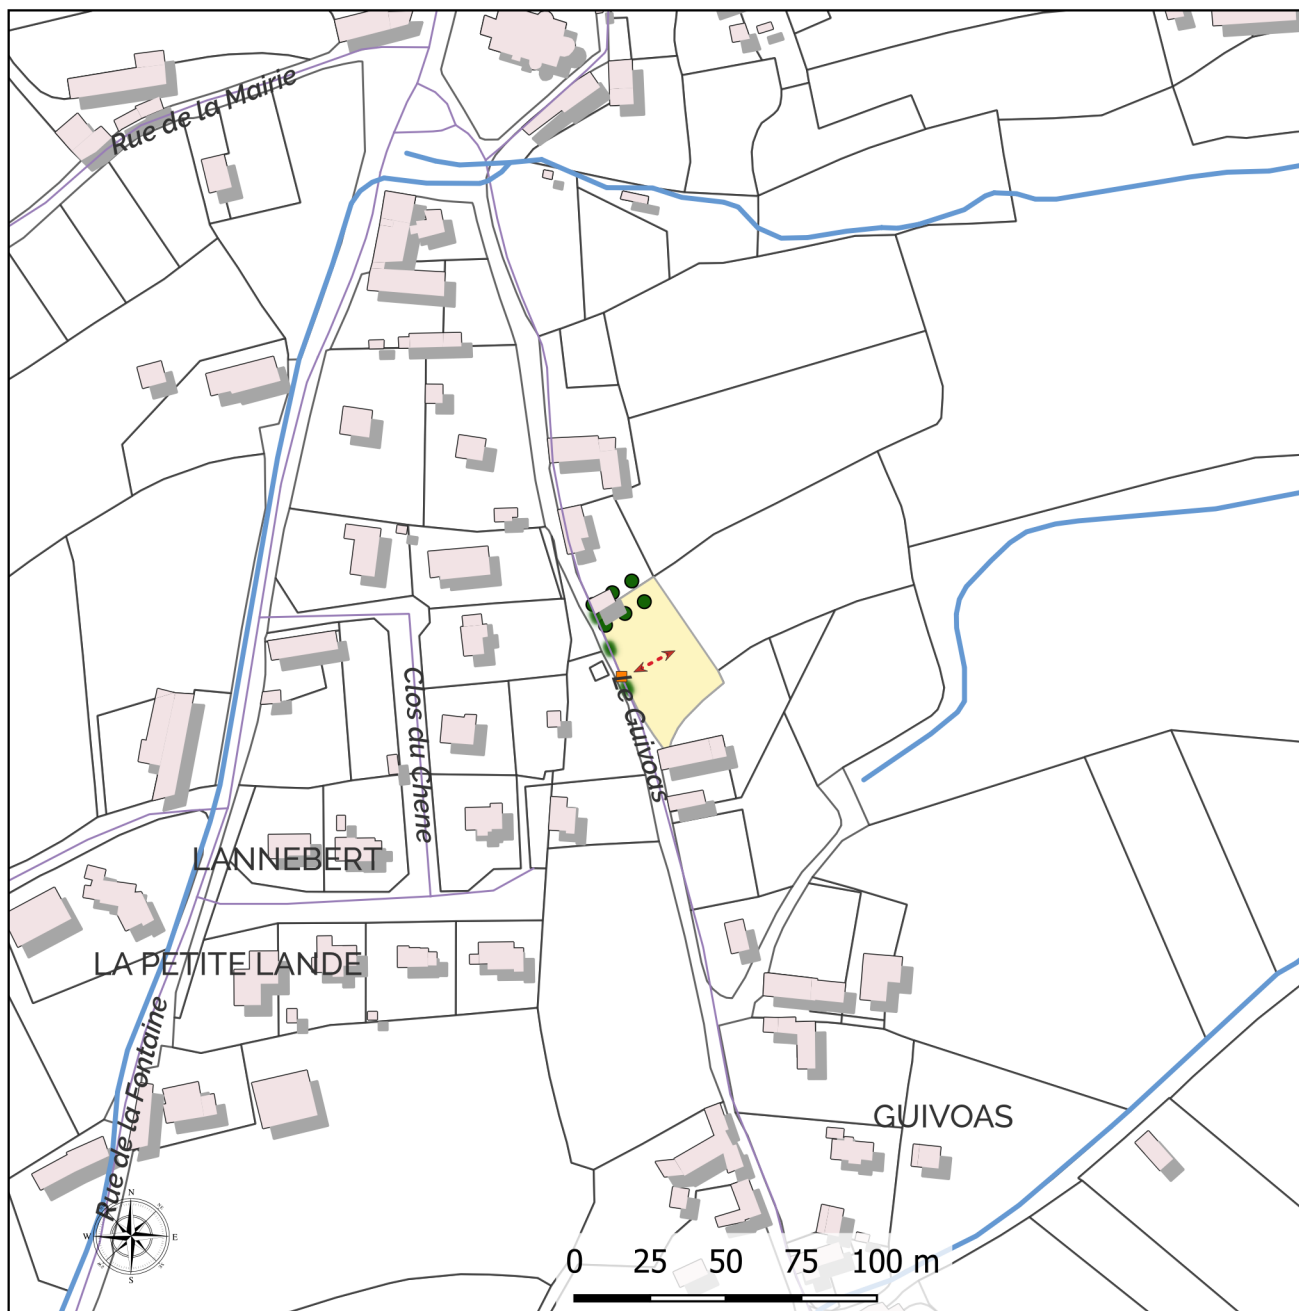 Rue de la Mairie
Clos du Chene
Le Guivoas
LANNEBERT
LA PETITE LANDE
Rue de la Fontaine
GUIVOAS
N
W E
S
0 25 50 75 100 m